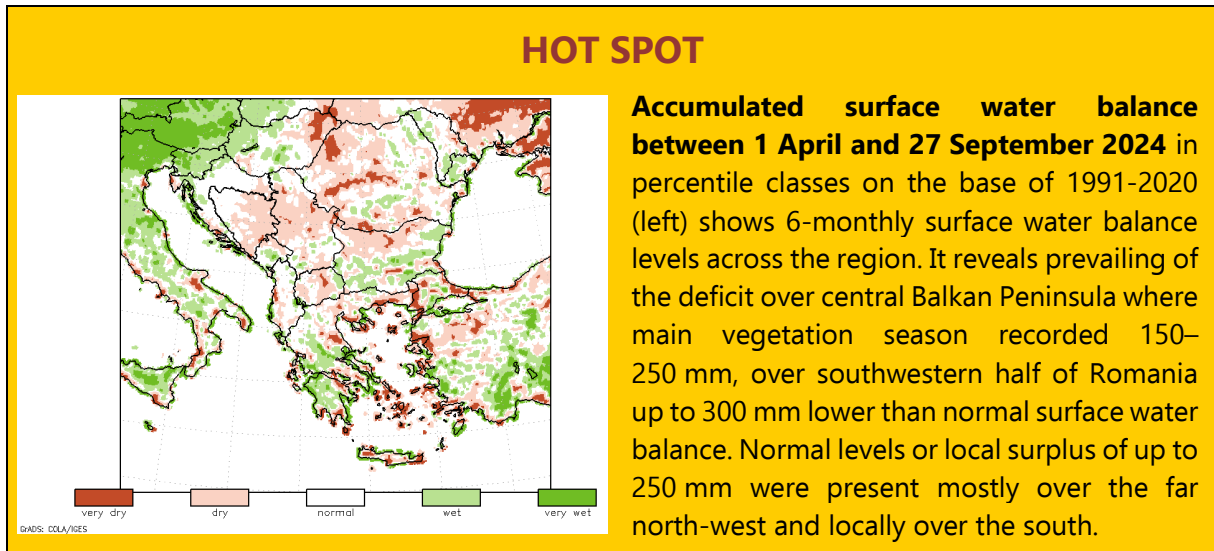 HOT SPOT
very dry
dry
normal
wet
very wet
GrADS: COLA/IGES
Accumulated surface water balance
between 1 April and 27 September 2024 in
percentile classes on the base of 1991-2020
(left) shows 6-monthly surface water balance
levels across the region. It reveals prevailing of
the deficit over central Balkan Peninsula where
main vegetation season recorded 150–
250 mm, over southwestern half of Romania
up to 300 mm lower than normal surface water
balance. Normal levels or local surplus of up to
250 mm were present mostly over the far
north-west and locally over the south.